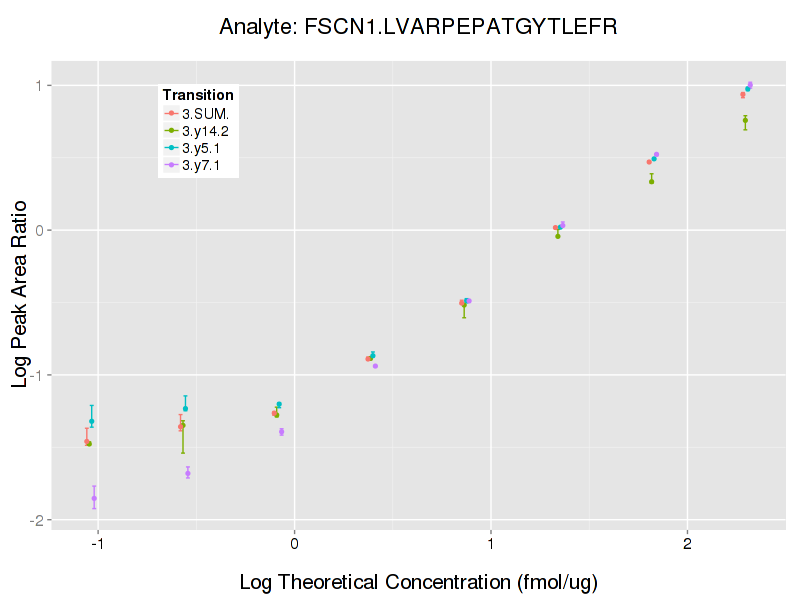 Analyte: FSCN1.LVARPEPATGYTLEFR
Transition
3.SUM.
3.y14.2
3.y5.1
3.y7.1
Log Peak Area Ratio
1
0
-1
-2
-1
0
1
2
Log Theoretical Concentration (fmol/ug)